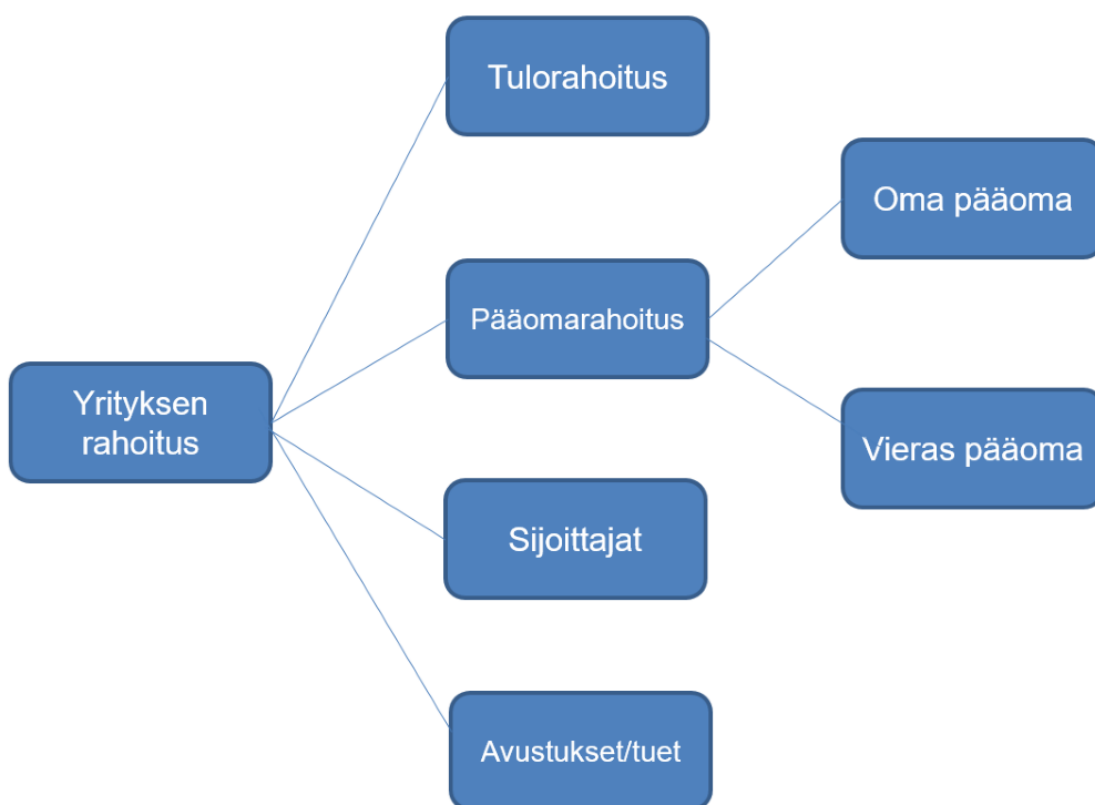 Tulorahoitus
Oma pääoma
Pääomarahoitus
Yrityksen
rahoitus
Vieras pääoma
Sijoittajat
Avustukset/tuet